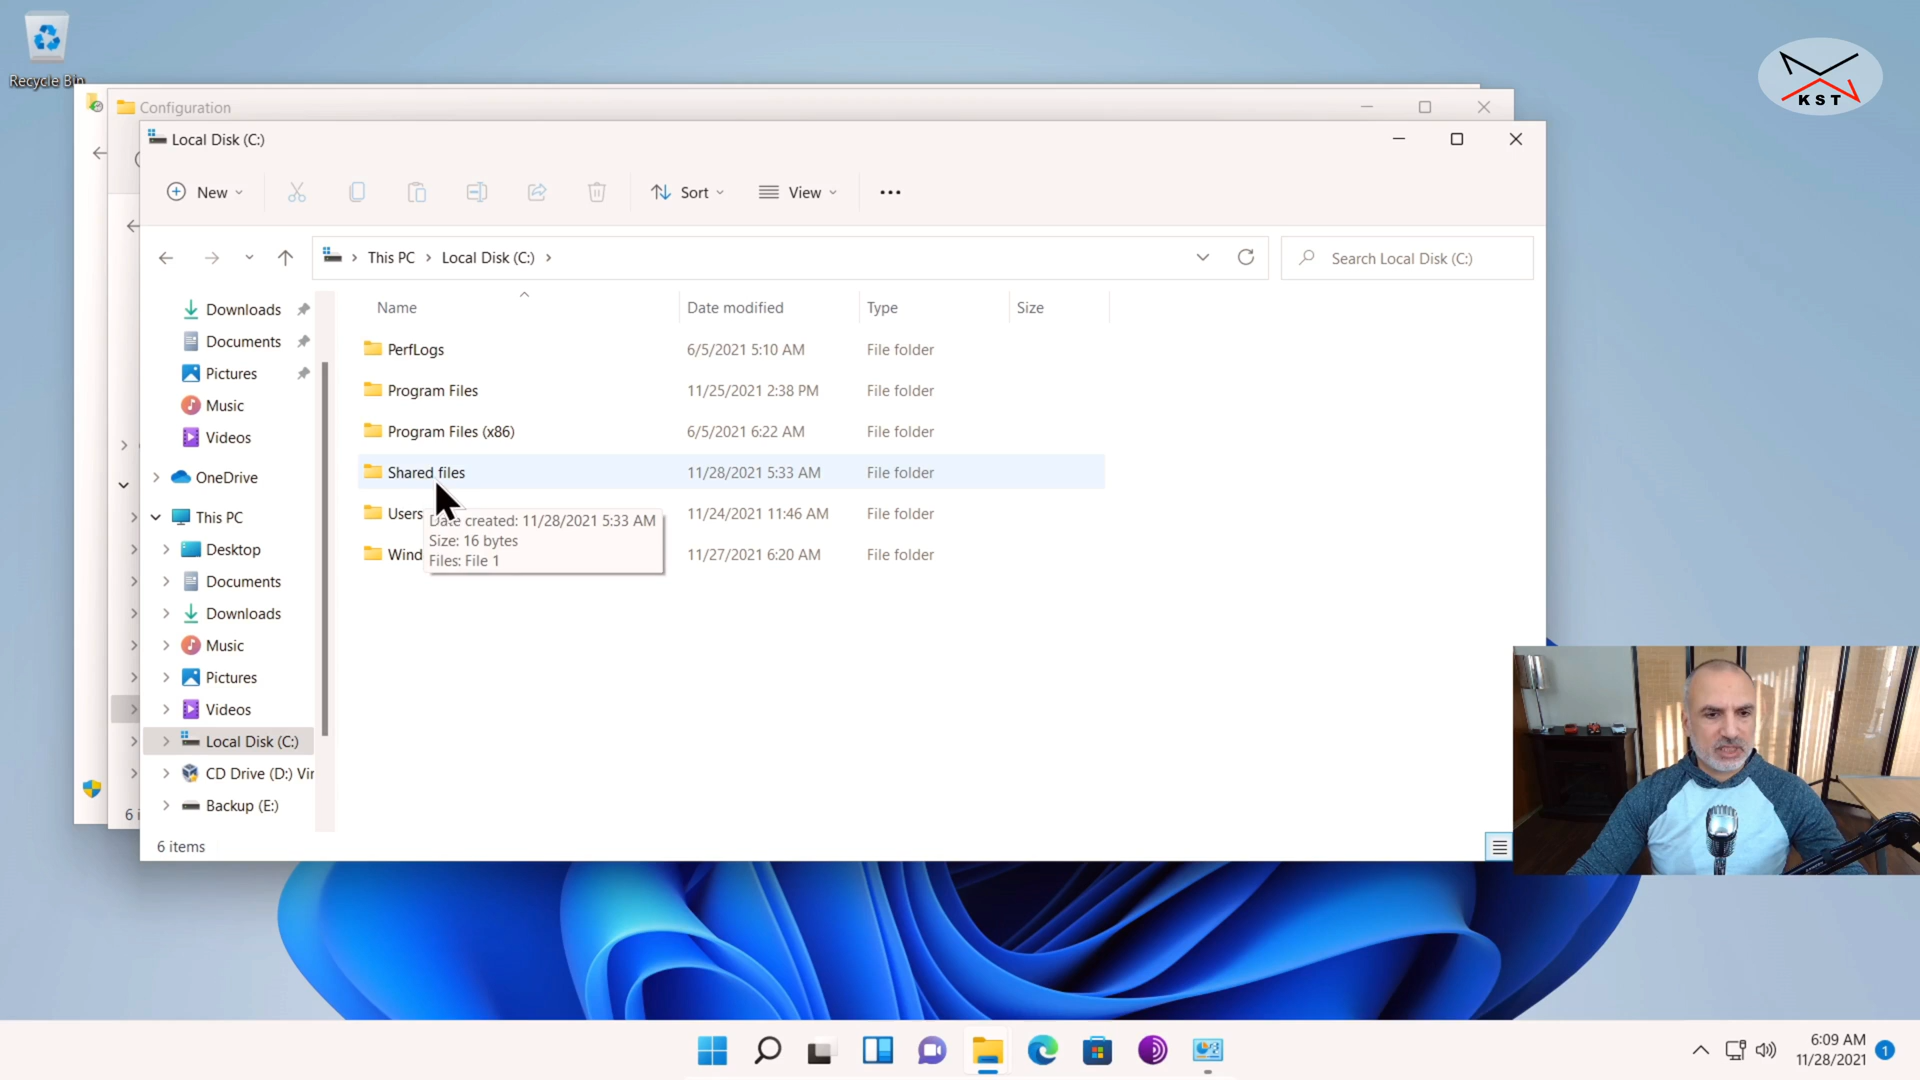 Recycle Bin
KST
Configuration
Local Disk (C:)
New
Sort
View
This PC
Local Disk (C:)
Search Local Disk (C:)
Downloads
Documents
Pictures
Music
Videos
OneDrive
This PC
Desktop
Documents
Downloads
Music
Pictures
Videos
Local Disk (C:)
CD Drive (D:) Vir
Backup (E:)
Name Date modified Type Size
PerfLogs 6/5/2021 5:10 AM File folder
Program Files 11/25/2021 2:38 PM File folder
Program Files (x86) 6/5/2021 6:22 AM File folder
Shared files 11/28/2021 5:33 AM File folder
Users 11/24/2021 11:46 AM File folder
Wind 11/27/2021 6:20 AM File folder
Date created: 11/28/2021 5:33 AM
Size: 16 bytes
Files: File 1
6 i
6 items
6:09 AM
11/28/2021
1